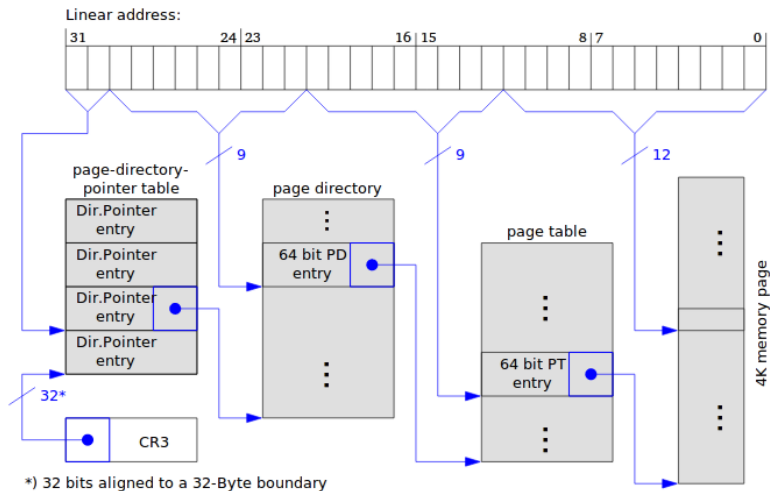 Linear address:
31 24 23 16 15 8 7 0
9 9 12
page-directory-
pointer table
page directory
page table
Dir.Pointer
entry
Dir.Pointer
entry
Dir.Pointer
entry
Dir.Pointer
entry
64 bit PD
entry
64 bit PT
entry
4K memory page
32*
CR3
*) 32 bits aligned to a 32-Byte boundary